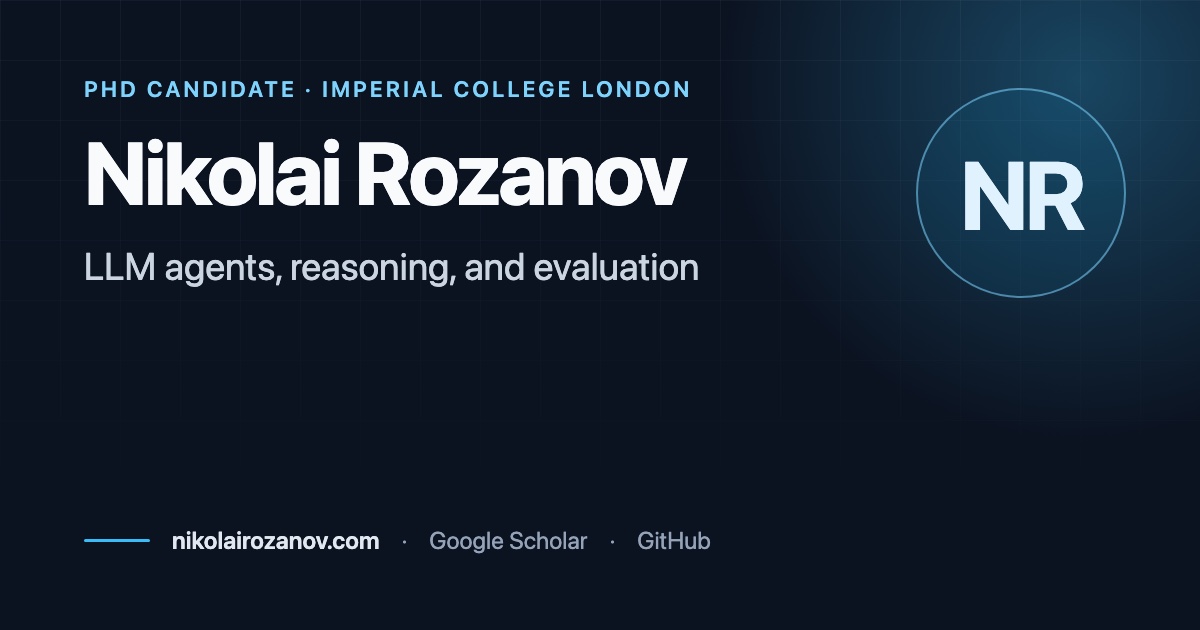 PHD CANDIDATE · IMPERIAL COLLEGE LONDON
Nikolai Rozanov
LLM agents, reasoning, and evaluation
NR
nikolairozanov.com · Google Scholar · GitHub